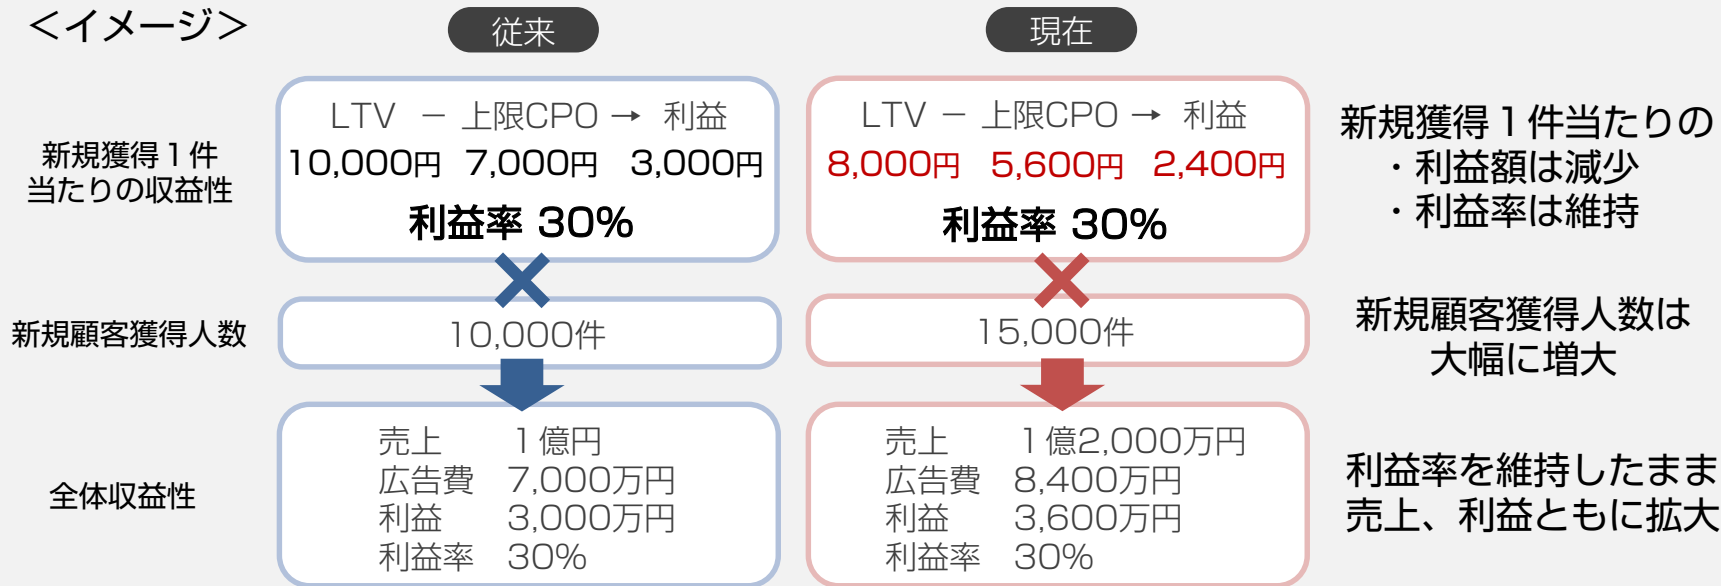 ＜イメージ＞
従来
現在
新規獲得１件
当たりの収益性
LTV － 上限CPO → 利益
10,000円 7,000円 3,000円
利益率 30%
LTV － 上限CPO → 利益
8,000円 5,600円 2,400円
利益率 30%
新規獲得１件当たりの
・利益額は減少
・利益率は維持
新規顧客獲得人数
10,000件
15,000件
新規顧客獲得人数は
大幅に増大
全体収益性
売上 １億円
広告費 7,000万円
利益 3,000万円
利益率 30%
売上 １億2,000万円
広告費 8,400万円
利益 3,600万円
利益率 30%
利益率を維持したまま
売上、利益ともに拡大